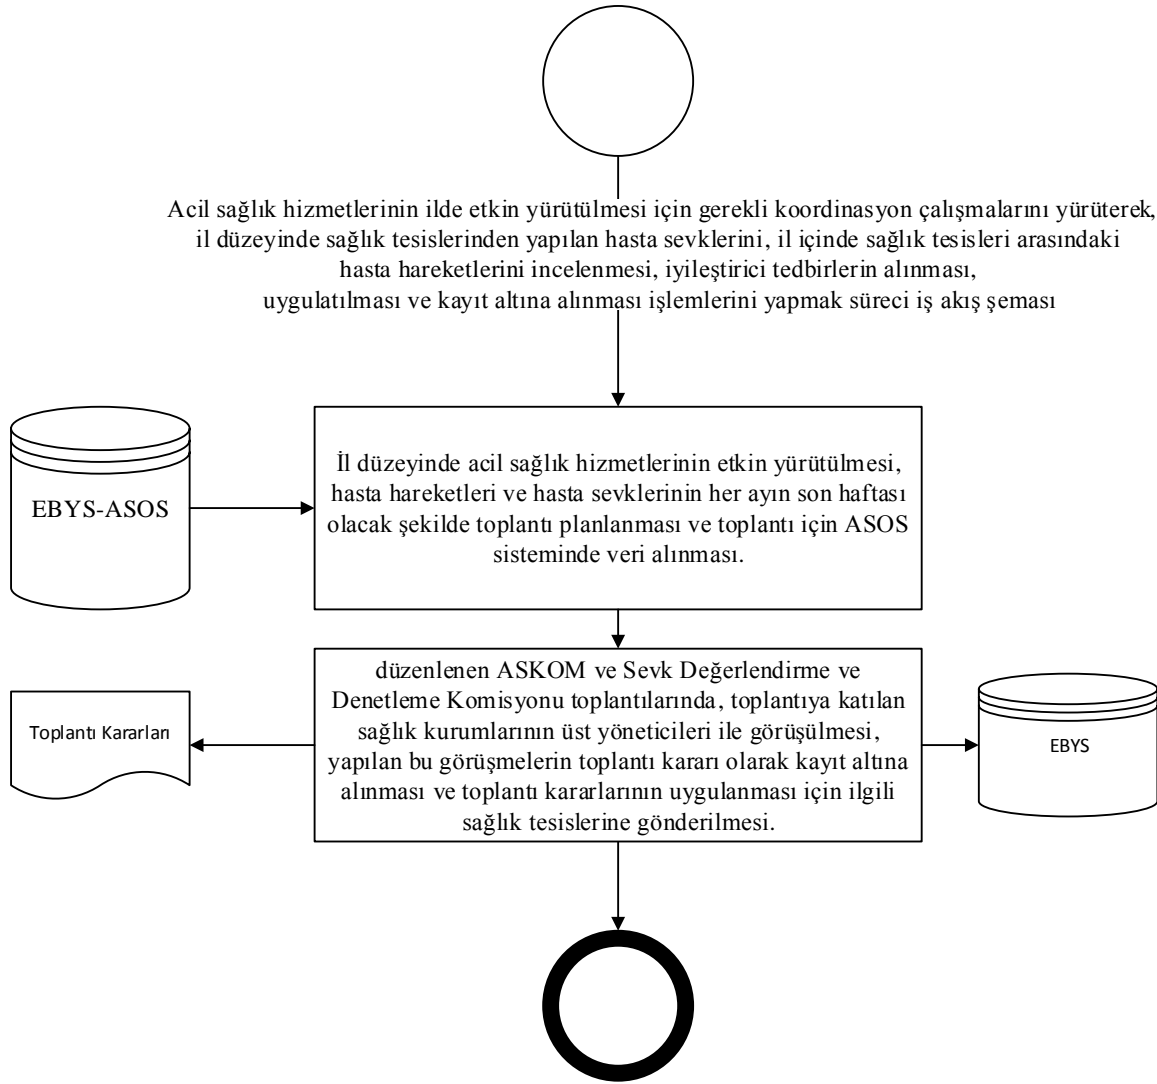 Acil sağlık hizmetlerinin ilde etkin yürütülmesi için gerekli koordinasyon çalışmalarını yürüterek,
il düzeyinde sağlık tesislerinden yapılan hasta sevklerini, il içinde sağlık tesisleri arasındaki
hasta hareketlerini incelenmesi, iyileştirici tedbirlerin alınması,
uygulatılması ve kayıt altına alınması işlemlerini yapmak süreci iş akış şeması
EBYS-ASOS
İl düzeyinde acil sağlık hizmetlerinin etkin yürütülmesi,
hasta hareketleri ve hasta sevklerinin her ayın son haftası
olacak şekilde toplantı planlanması ve toplantı için ASOS
sisteminde veri alınması.
düzenlenen ASKOM ve Sevk Değerlendirme ve
Denetleme Komisyonu toplantılarında, toplantıya katılan
sağlık kurumlarının üst yöneticileri ile görüşülmesi,
yapılan bu görüşmelerin toplantı kararı olarak kayıt altına
alınması ve toplantı kararlarının uygulanması için ilgili
sağlık tesislerine gönderilmesi.
Toplantı Kararları
EBYS